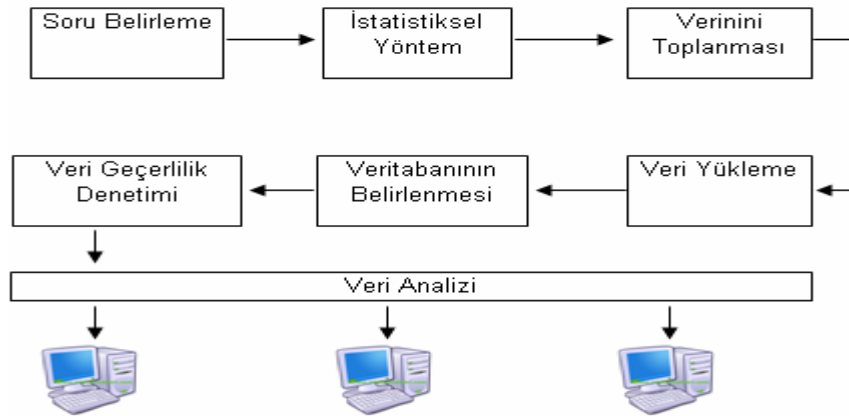 Soru Belirleme
İstatistiksel
Yöntem
Verinini
Toplanması
Veri Geçerlilik
Denetimi
Veritabanının
Belirlenmesi
Veri Yükleme
Veri Analizi